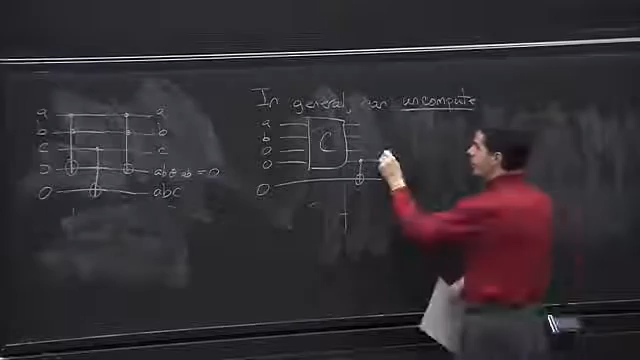 In general, can uncompute
a a
b b
c c
0 ab⊕ab = 0
0 abc
a
b
0
0
0
C